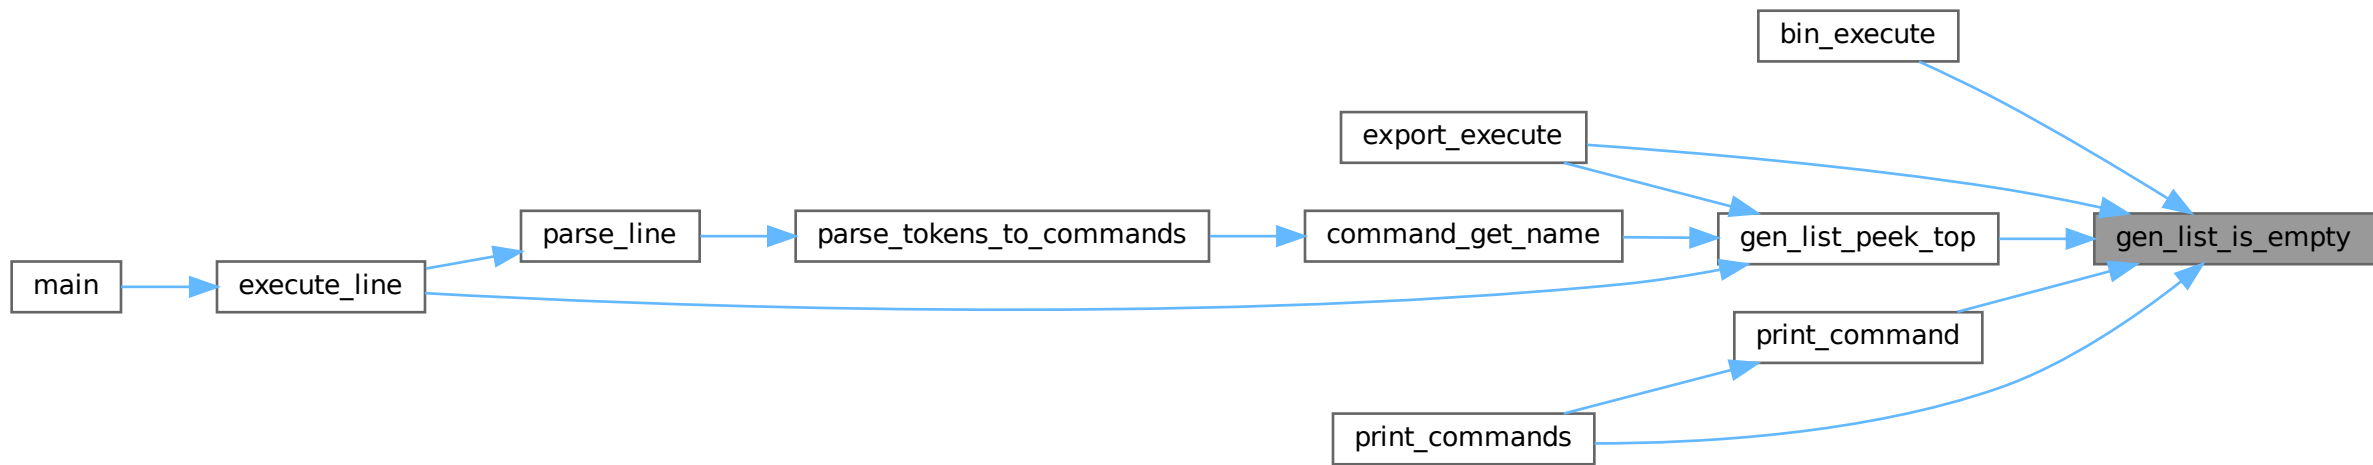 bin_execute
export_execute
parse_line
parse_tokens_to_commands
command_get_name
gen_list_peek_top
gen_list_is_empty
main
execute_line
print_command
print_commands